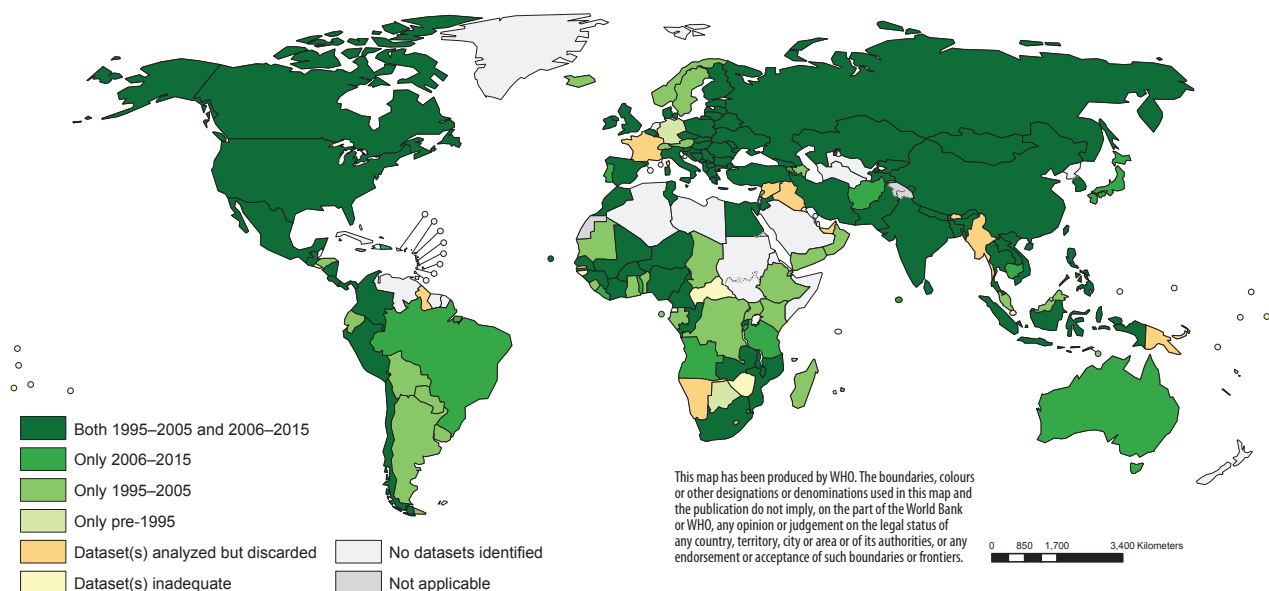 Both 1995–2005 and 2006–2015
Only 2006–2015
Only 1995–2005
Only pre-1995
Dataset(s) analyzed but discarded
Dataset(s) inadequate
No datasets identified
Not applicable
This map has been produced by WHO. The boundaries, colours
or other designations or denominations used in this map and
the publication do not imply, on the part of the World Bank
or WHO, any opinion or judgement on the legal status of
any country, territory, city or area or of its authorities, or any
endorsement or acceptance of such boundaries or frontiers.
0 850 1,700 3,400 Kilometers